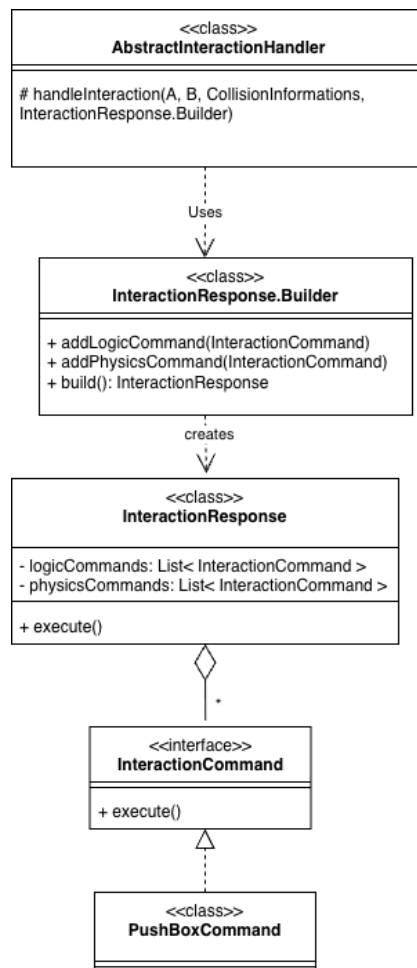 <<class>>
AbstractInteractionHandler
# handleInteraction(A, B, CollisionInformations,
InteractionResponse.Builder)
Uses
<<class>>
InteractionResponse.Builder
+ addLogicCommand(InteractionCommand)
+ addPhysicsCommand(InteractionCommand)
+ build(): InteractionResponse
creates
<<class>>
InteractionResponse
- logicCommands: List< InteractionCommand >
- physicsCommands: List< InteractionCommand >
+ execute()
*
<<interface>>
InteractionCommand
+ execute()
<<class>>
PushBoxCommand